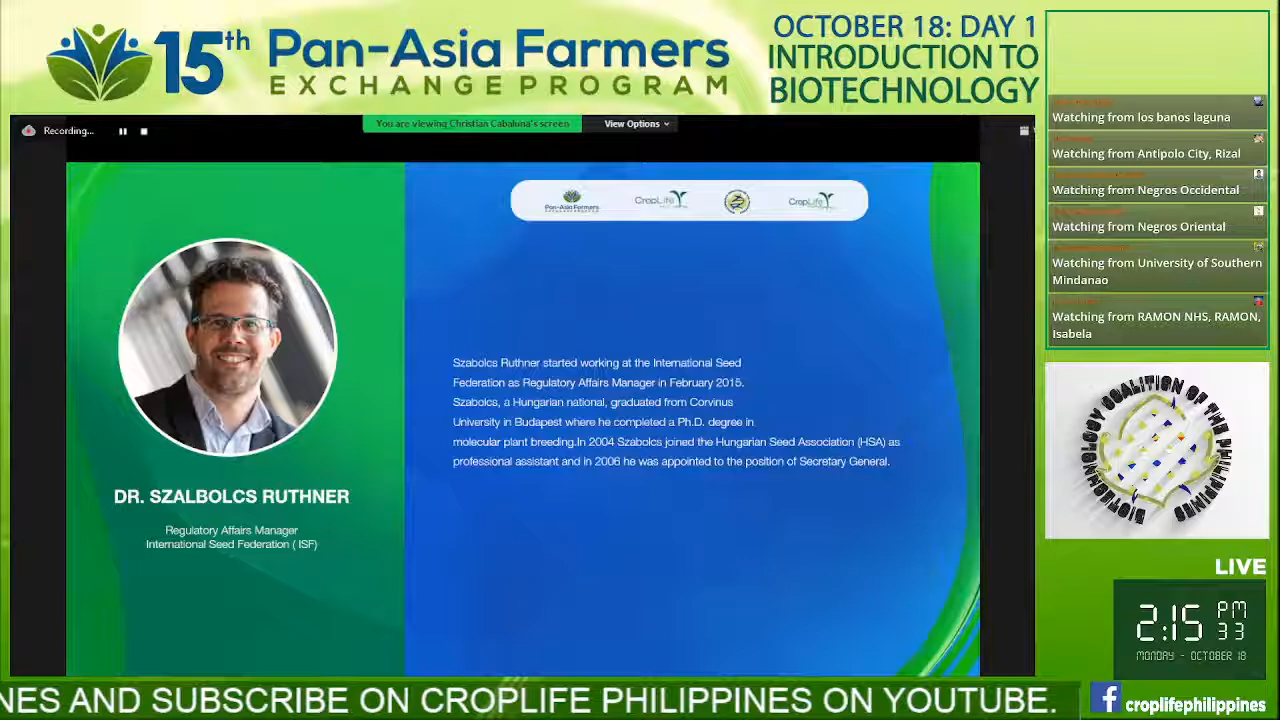 15th Pan-Asia Farmers
EXCHANGE PROGRAM
OCTOBER 18: DAY 1
INTRODUCTION TO
BIOTECHNOLOGY
Recording...
You are viewing Christian Cabaluna's screen
View Options
Pan-Asia Farmers
CropLife
CropLife
DR. SZALBOLCS RUTHNER
Regulatory Affairs Manager
International Seed Federation ( ISF)
Szabolcs Ruthner started working at the International Seed
Federation as Regulatory Affairs Manager in February 2015.
Szabolcs, a Hungarian national, graduated from Corvinus
University in Budapest where he completed a Ph.D. degree in
molecular plant breeding.In 2004 Szabolcs joined the Hungarian Seed Association (HSA) as
professional assistant and in 2006 he was appointed to the position of Secretary General.
Watching from los banos laguna
Watching from Antipolo City, Rizal
Watching from Negros Occidental
Watching from Negros Oriental
Watching from University of Southern
Mindanao
Watching from RAMON NHS, RAMON,
Isabela
BIOTECHNOLOGY COALITION OF THE PHILIPPINES
LIVE
2:15 PM
33
MONDAY - OCTOBER 18
NES AND SUBSCRIBE ON CROPLIFE PHILIPPINES ON YOUTUBE.
croplifephilippines